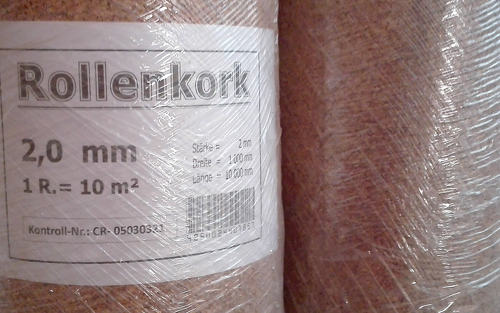 Rollenkork
2,0 mm
1 R.= 10 m²
Stärke = 2 mm
Breite = 1.000 mm
Länge = 10.000 mm
Kontroll-Nr.: CR- 05030321